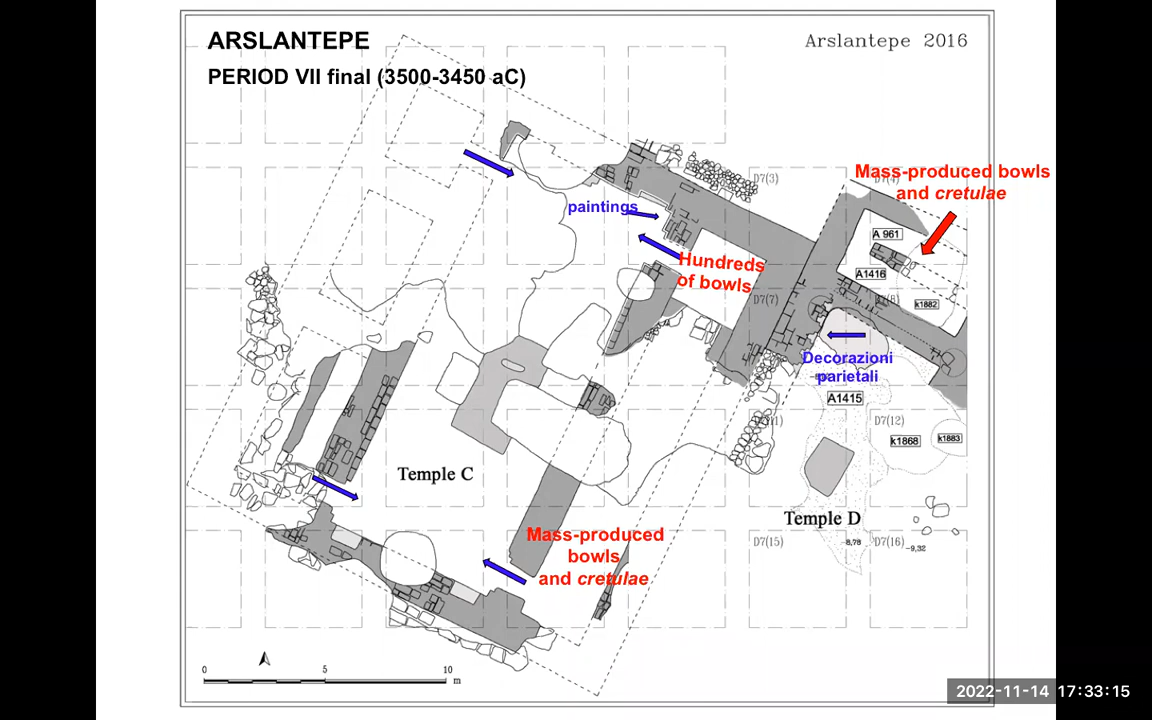 ARSLANTEPE
Arslantepe 2016
PERIOD VII final (3500-3450 aC)
D7(3)
Mass-produced bowls
and cretulae
paintings
A 961
Hundreds
of bowls
A1416
D7(7)
k1882
Decorazioni
parietali
A1415
D7(12)
k1868
k1883
Temple C
Temple D
Mass-produced
bowls
and cretulae
D7(15)
-8,78
D7(16)
-9,32
0
5
10
m
2022-11-14 17:33:15